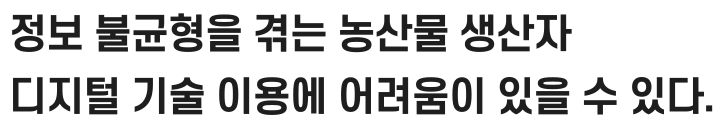 정보 불균형을 겪는 농산물 생산자
디지털 기술 이용에 어려움이 있을 수 있다.